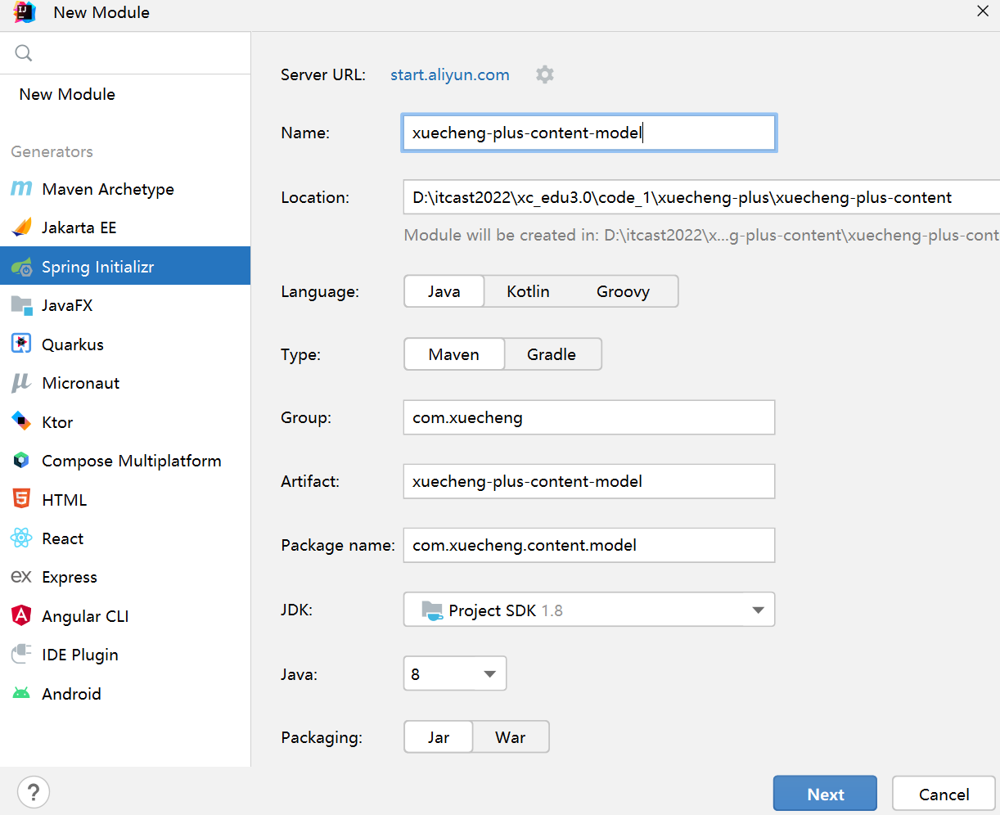 New Module
New Module
Generators
Maven Archetype
Jakarta EE
Spring Initializr
JavaFX
Quarkus
Micronaut
Ktor
Compose Multiplatform
HTML
React
Express
Angular CLI
IDE Plugin
Android
Server URL: start.aliyun.com
Name: xuecheng-plus-content-model
Location: D:\itcast2022\xc_edu3.0\code_1\xuecheng-plus\xuecheng-plus-content
Module will be created in: D:\itcast2022\x...g-plus-content\xuecheng-plus-cont
Language: Java Kotlin Groovy
Type: Maven Gradle
Group: com.xuecheng
Artifact: xuecheng-plus-content-model
Package name: com.xuecheng.content.model
JDK: Project SDK 1.8
Java: 8
Packaging: Jar War
? Next Cancel